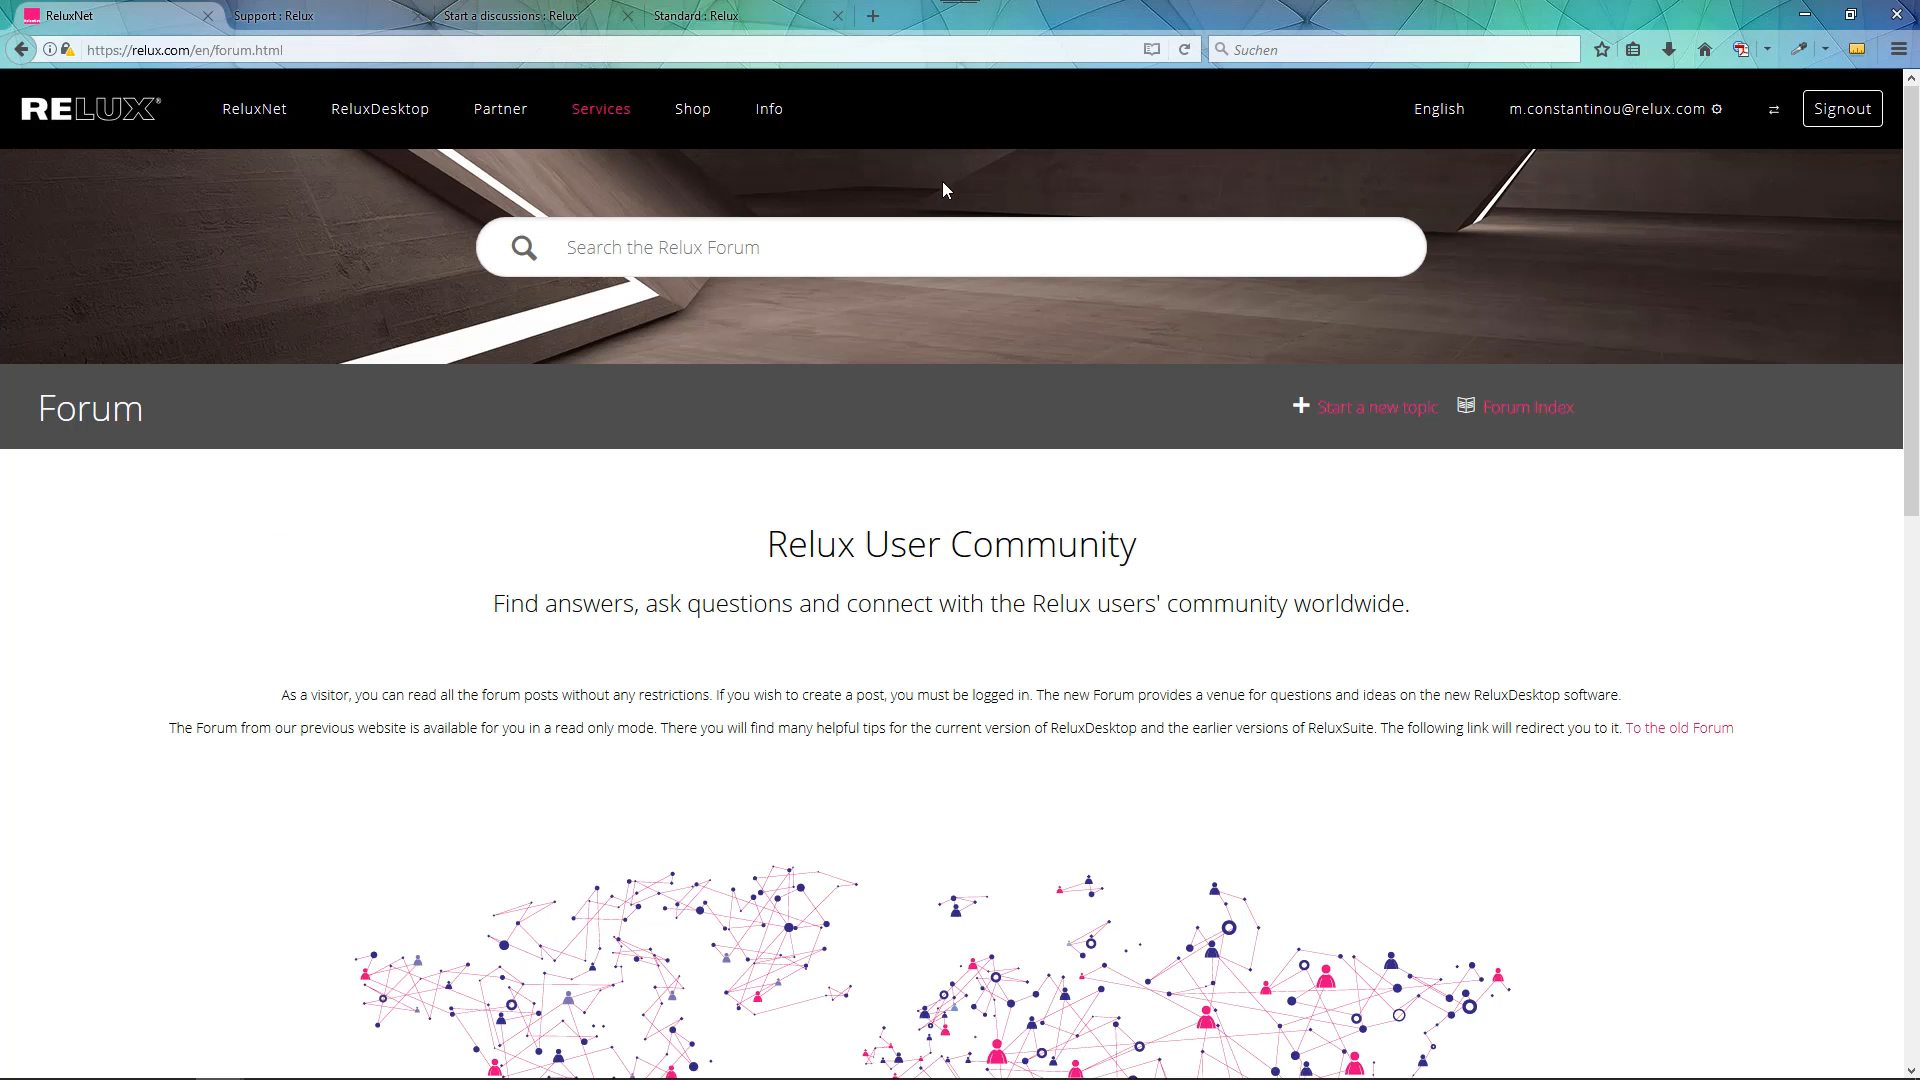 ReluxNet
Support : Relux
Start a discussions : Relux
Standard : Relux
https://relux.com/en/forum.html
Suchen
RELUX®
ReluxNet
ReluxDesktop
Partner
Services
Shop
Info
English
m.constantinou@relux.com
Signout
Search the Relux Forum
Forum
Start a new topic
Forum Index
Relux User Community
Find answers, ask questions and connect with the Relux users' community worldwide.
As a visitor, you can read all the forum posts without any restrictions. If you wish to create a post, you must be logged in. The new Forum provides a venue for questions and ideas on the new ReluxDesktop software.
The Forum from our previous website is available for you in a read only mode. There you will find many helpful tips for the current version of ReluxDesktop and the earlier versions of ReluxSuite. The following link will redirect you to it. To the old Forum